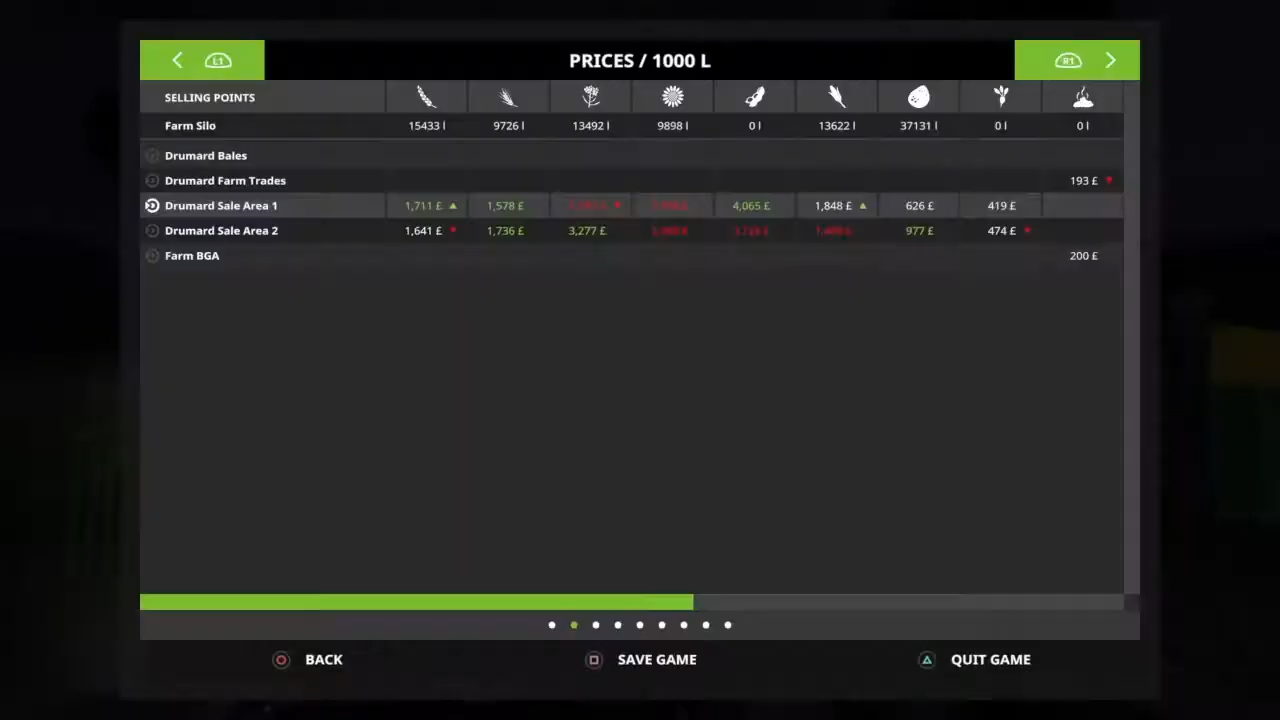 L1 PRICES / 1000 L R1
SELLING POINTS
Farm Silo 15433 l 9726 l 13492 l 9898 l 0 l 13622 l 37131 l 0 l 0 l
Drumard Bales
Drumard Farm Trades 193 £
Drumard Sale Area 1 1,711 £ 1,578 £ 4,065 £ 1,848 £ 626 £ 419 £
Drumard Sale Area 2 1,641 £ 1,736 £ 3,277 £ 977 £ 474 £
Farm BGA 200 £
BACK SAVE GAME QUIT GAME